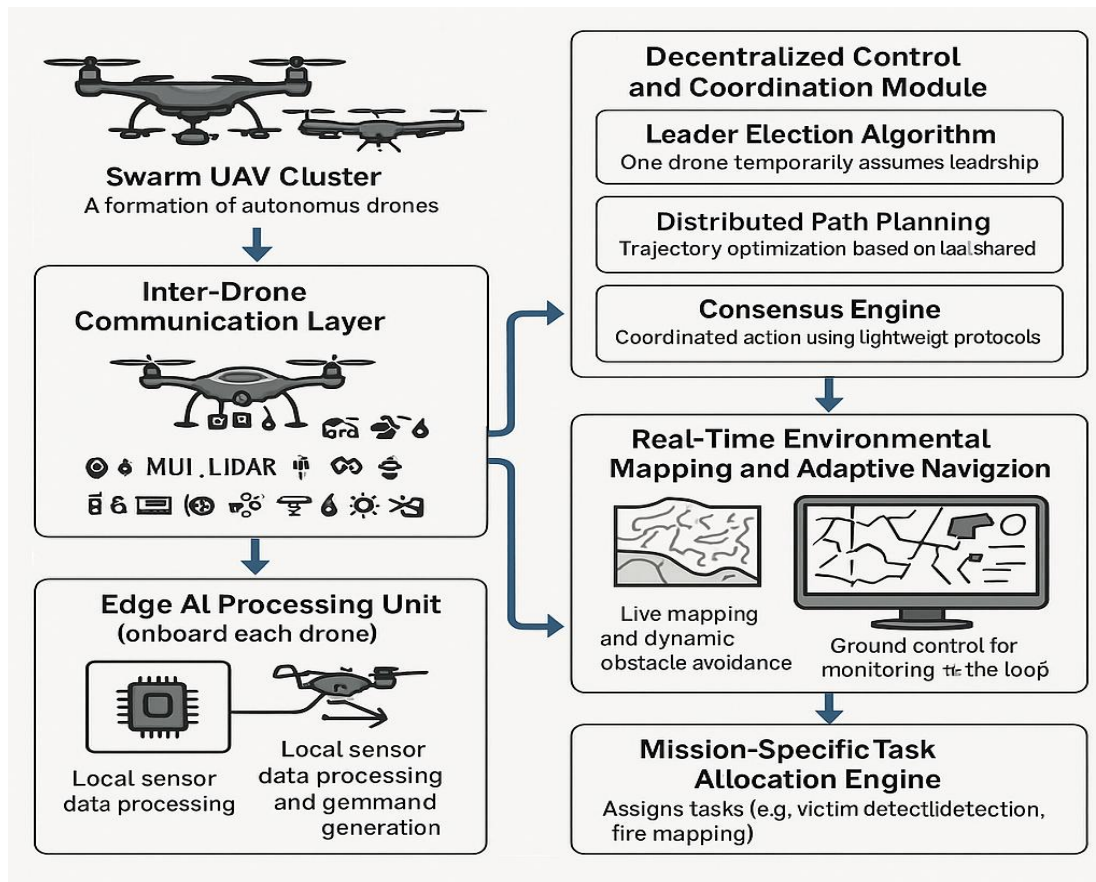 Swarm UAV Cluster
A formation of autonomus drones
Inter-Drone
Communication Layer
MUI . LIDAR
Edge AI Processing Unit
(onboard each drone)
Local sensor
data processing
Local sensor
data processing
and gemmand
generation
Decentralized Control
and Coordination Module
Leader Election Algorithm
One drone temporarily assumes leadrship
Distributed Path Planning
Trajectory optimization based on shared
Consensus Engine
Coordinated action using lightweigt protocols
Real-Time Environmental
Mapping and Adaptive Navigzion
Live mapping
and dynamic
obstacle avoidance
Ground control for
monitoring the loop
Mission-Specific Task
Allocation Engine
Assigns tasks (e.g, victim detectlidetection,
fire mapping)